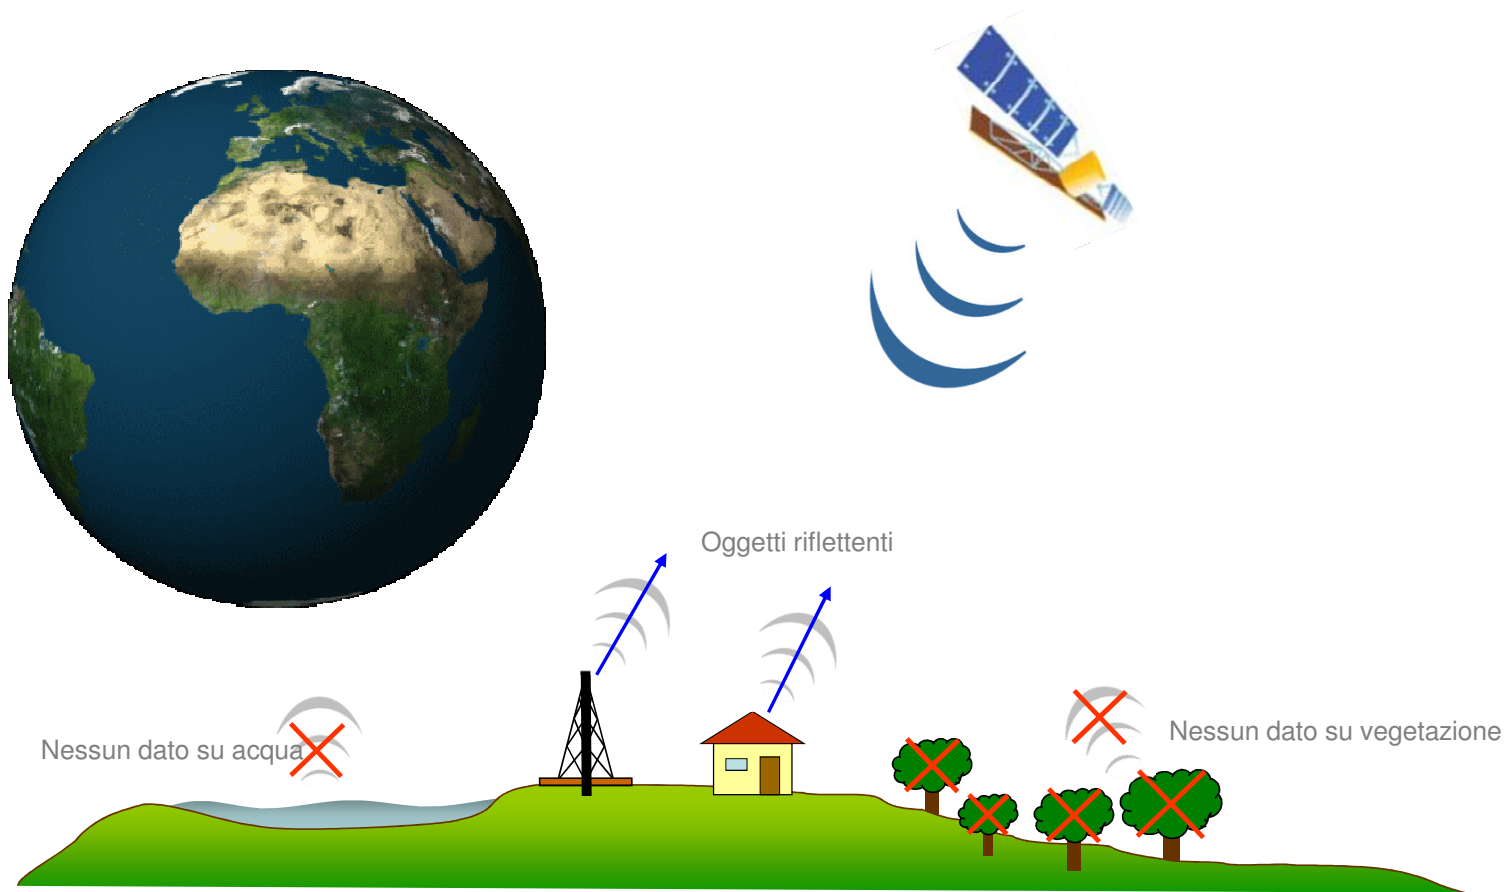 Oggetti riflettenti
Nessun dato su acqua
Nessun dato su vegetazione